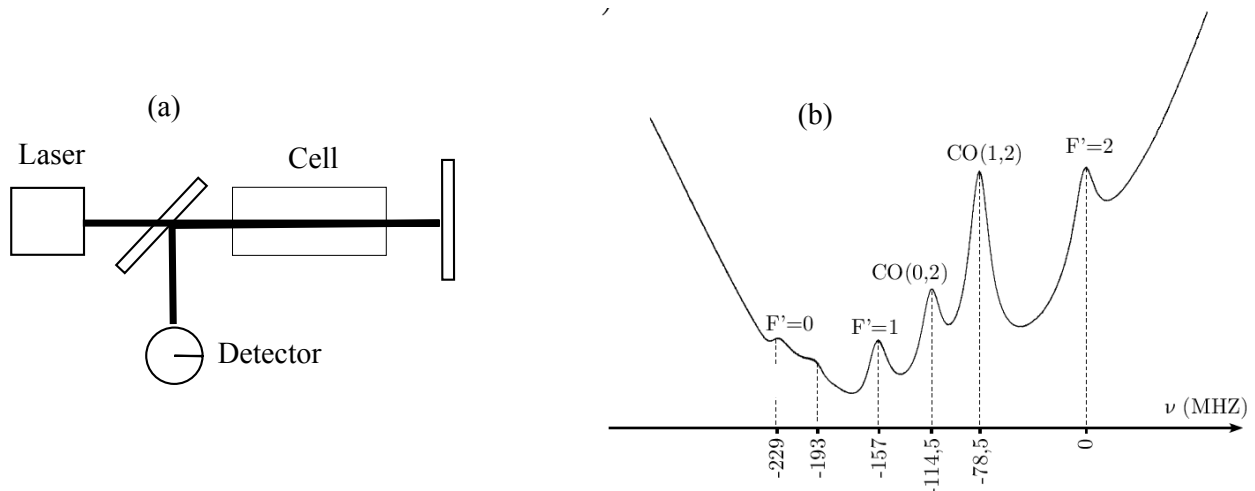 (a)
Laser
Cell
Detector
)
(b)
F'=0
F'=1
CO(0,2)
CO(1,2)
F'=2
ν (MHZ)
-229
-193
-157
-114,5
-78,5
0